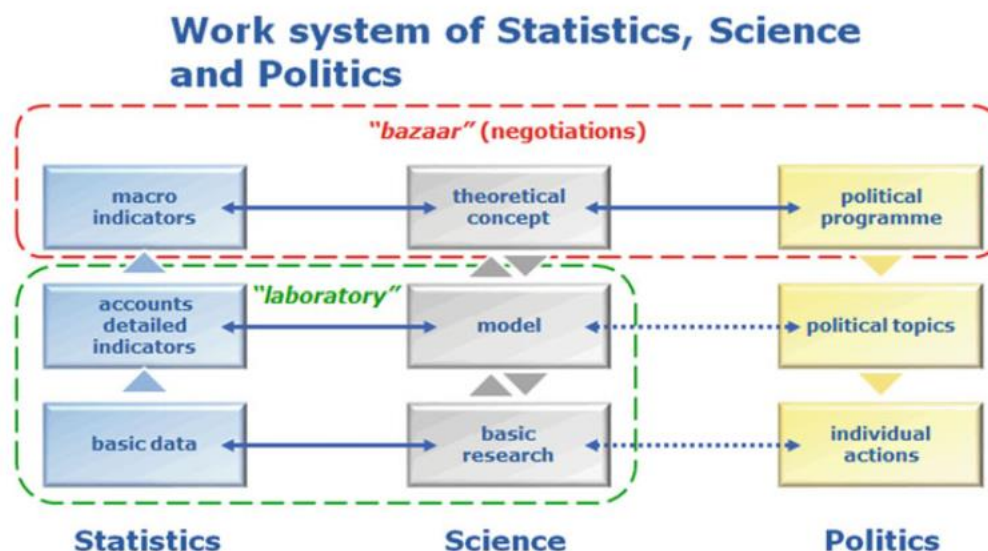 Work system of Statistics, Science
and Politics
“bazaar” (negotiations)
macro
indicators
theoretical
concept
political
programme
“laboratory”
accounts
detailed
indicators
model
political topics
basic data
basic
research
individual
actions
Statistics
Science
Politics